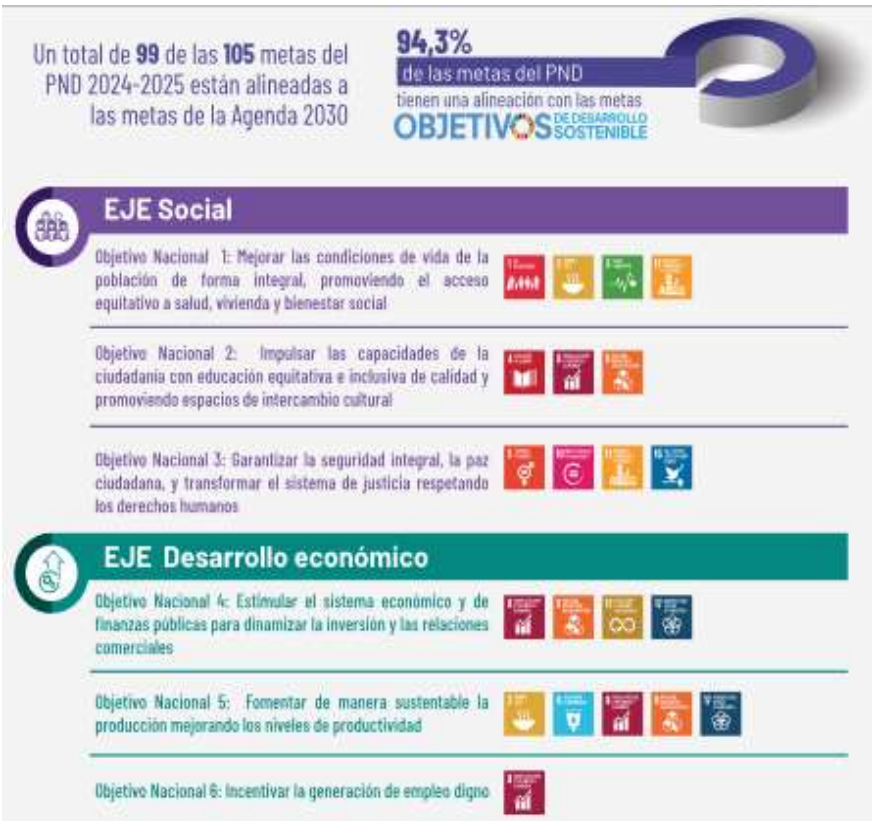 Un total de 99 de las 105 metas del
PND 2024-2025 están alineadas a
las metas de la Agenda 2030
94,3%
de las metas del PND
tienen una alineación con las metas
OBJETIVOS DE DESARROLLO
SOSTENIBLE
EJE Social
Objetivo Nacional 1: Mejorar las condiciones de vida de la
población de forma integral, promoviendo el acceso
equitativo a salud, vivienda y bienestar social
Objetivo Nacional 2: Impulsar las capacidades de la
ciudadanía con educación equitativa e inclusiva de calidad y
promoviendo espacios de intercambio cultural
Objetivo Nacional 3: Garantizar la seguridad integral, la paz
ciudadana, y transformar el sistema de justicia respetando
los derechos humanos
EJE Desarrollo económico
Objetivo Nacional 4: Estimular el sistema económico y de
finanzas públicas para dinamizar la inversión y las relaciones
comerciales
Objetivo Nacional 5: Fomentar de manera sustentable la
producción mejorando los niveles de productividad
Objetivo Nacional 6: Incentivar la generación de empleo digno